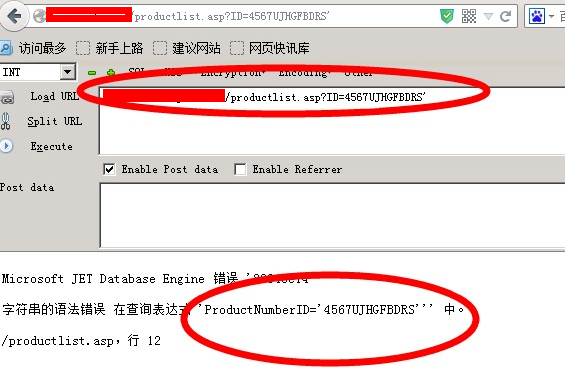 /productlist.asp?ID=4567UJHGFBDRS'
百度
访问最多 新手上路 建议网站 网页快讯库
INT SQL XSS Encryption Encoding Other
Load URL
/productlist.asp?ID=4567UJHGFBDRS'
Split URL
Execute
Enable Post data Enable Referrer
Post data
Microsoft JET Database Engine 错误
字符串的语法错误 在查询表达式 'ProductNumberID='4567UJHGFBDRS''' 中。
/productlist.asp，行 12